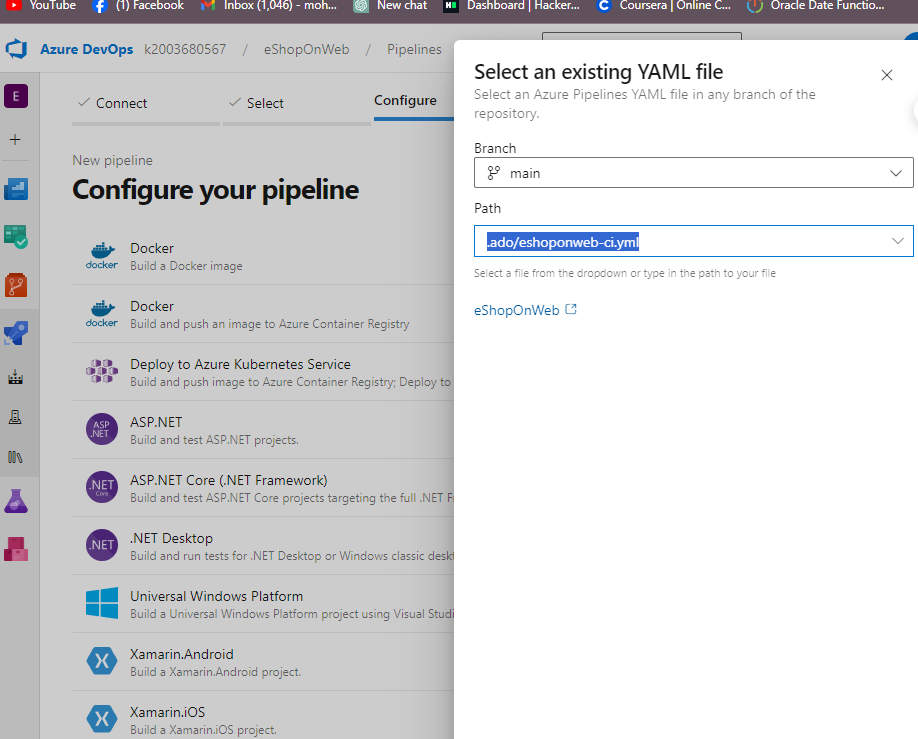 YouTube (1) Facebook Inbox (1,046) - moh... New chat Dashboard | Hacker... Coursera | Online C... Oracle Date Functio...
Azure DevOps k2003680567 / eShopOnWeb / Pipelines
E
Connect Select Configure
New pipeline
Configure your pipeline
docker
Docker
Build a Docker image
docker
Docker
Build and push an image to Azure Container Registry
Deploy to Azure Kubernetes Service
Build and push image to Azure Container Registry; Deploy to
ASP
.NET
ASP.NET
Build and test ASP.NET projects.
.NET
Core
ASP.NET Core (.NET Framework)
Build and test ASP.NET Core projects targeting the full .NET F
.NET
.NET Desktop
Build and run tests for .NET Desktop or Windows classic deskt
Universal Windows Platform
Build a Universal Windows Platform project using Visual Studi
Xamarin.Android
Build a Xamarin.Android project.
Xamarin.iOS
Build a Xamarin.iOS project.
Select an existing YAML file
Select an Azure Pipelines YAML file in any branch of the
repository.
Branch
main
Path
.ado/eshoponweb-ci.yml
Select a file from the dropdown or type in the path to your file
eShopOnWeb